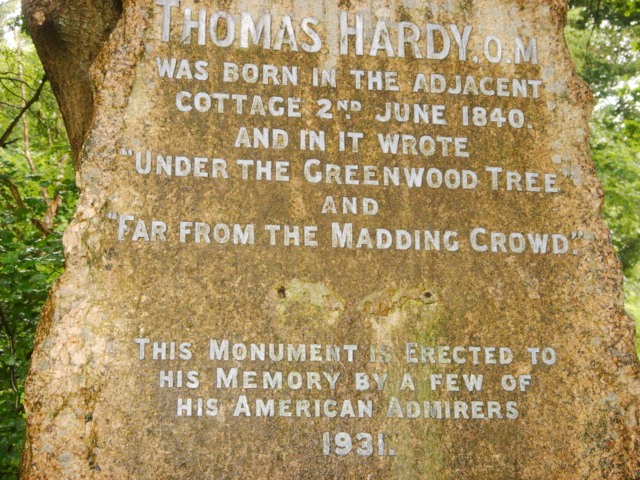 THOMAS HARDY, O.M
WAS BORN IN THE ADJACENT
COTTAGE 2ND JUNE 1840.
AND IN IT WROTE
"UNDER THE GREENWOOD TREE"
AND
"FAR FROM THE MADDING CROWD."
THIS MONUMENT IS ERECTED TO
HIS MEMORY BY A FEW OF
HIS AMERICAN ADMIRERS
1931.